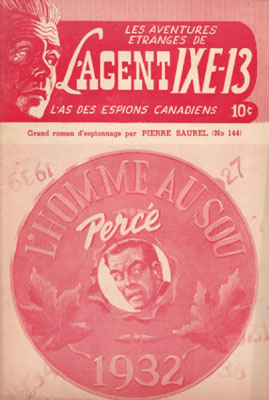 LES AVENTURES
ETRANGES DE
L'AGENT IXE-13
L'AS DES ESPIONS CANADIENS
10¢
Grand roman d'espionnage par PIERRE SAUREL (No 144)
27
L'HOMME AU SOU
Percé
1932